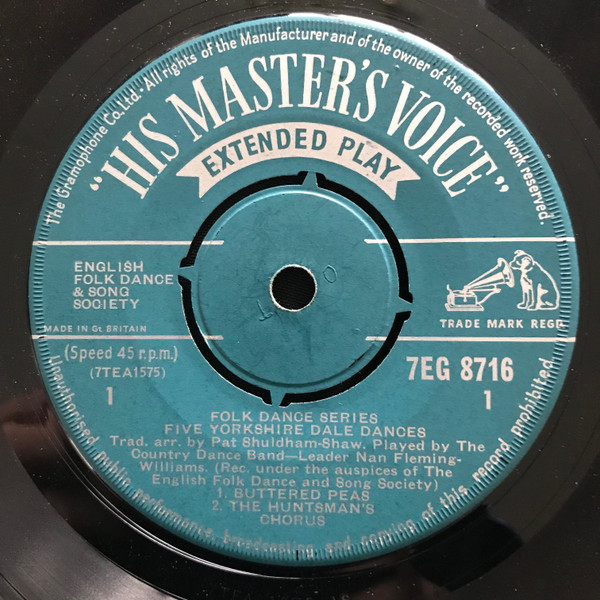 The Gramophone Co. Ltd. All rights of the Manufacturer and of the owner of the recorded work reserved.
"HIS MASTER'S VOICE"
EXTENDED PLAY
ENGLISH
FOLK DANCE
& SONG
SOCIETY
TRADE MARK REGD.
MADE IN Gt. BRITAIN
(Speed 45 r.p.m.)
(7TEA1575)
1
7EG 8716
1
FOLK DANCE SERIES
FIVE YORKSHIRE DALE DANCES
Trad. arr. by Pat Shuldham-Shaw. Played by The
Country Dance Band—Leader Nan Fleming-
Williams. (Rec. under the auspices of The
English Folk Dance and Song Society)
1. BUTTERED PEAS
2. THE HUNTSMAN'S
CHORUS
Unauthorised public performance, broadcasting and copying of this record prohibited